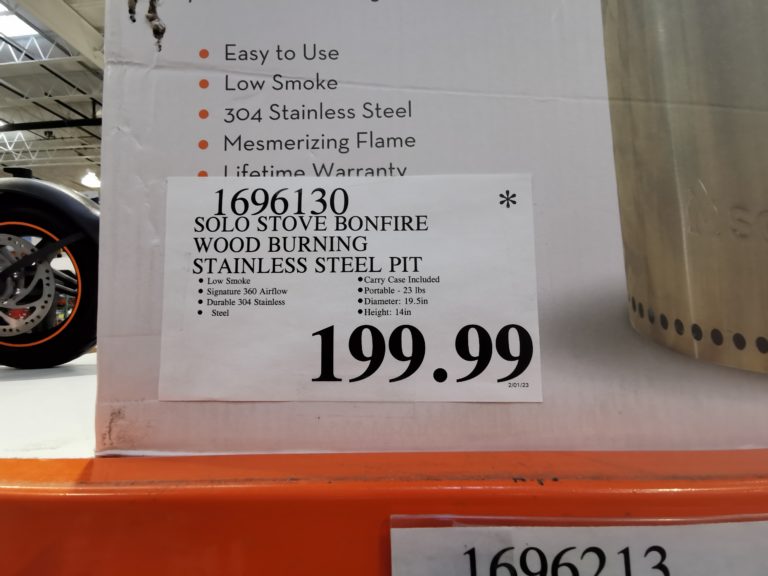 Easy to Use
Low Smoke
304 Stainless Steel
Mesmerizing Flame
Lifetime Warranty
1696130 *
SOLO STOVE BONFIRE
WOOD BURNING
STAINLESS STEEL PIT
• Low Smoke
• Signature 360 Airflow
• Durable 304 Stainless
• Steel
• Carry Case Included
• Portable - 23 lbs
• Diameter: 19.5in
• Height: 14in
199.99
2/01/23
1696213